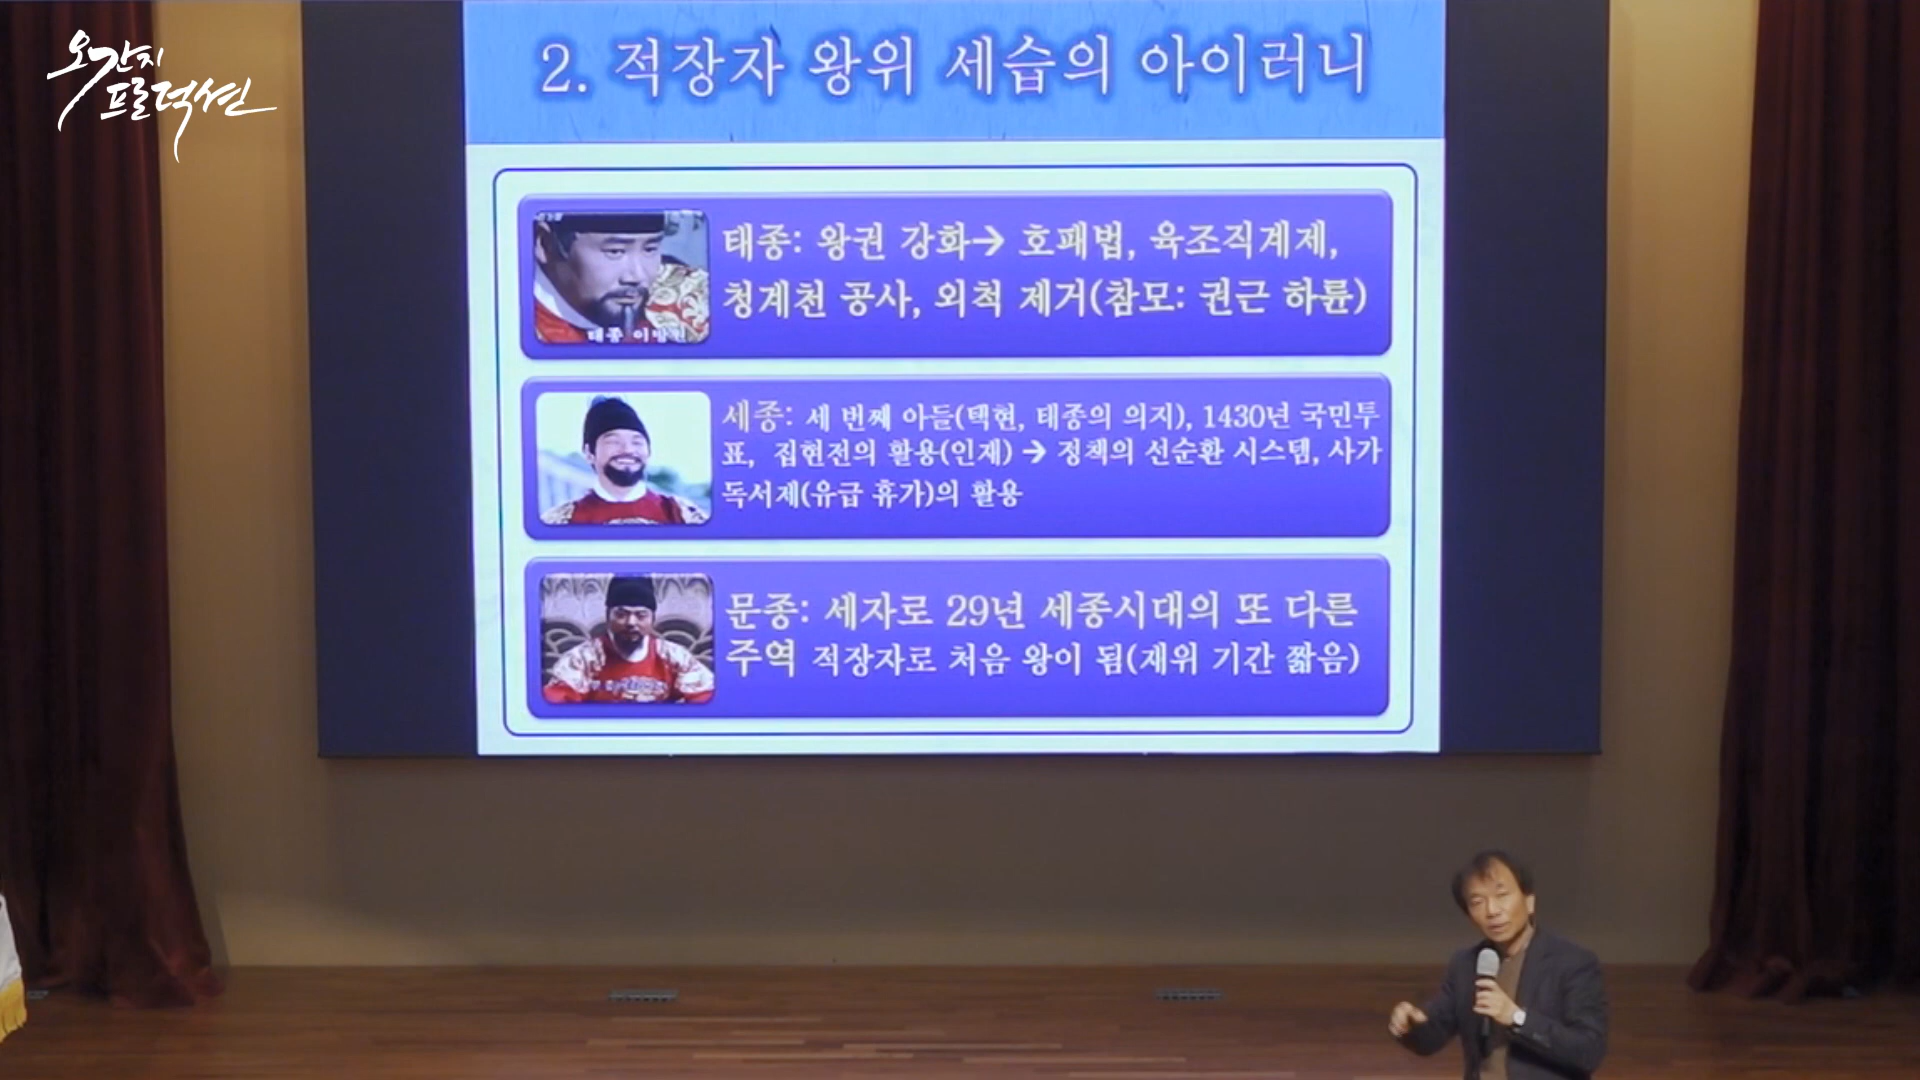 오간지
프로덕션
2. 적장자 왕위 세습의 아이러니
태종: 왕권 강화→ 호패법, 육조직계제,
청계천 공사, 외척 제거(참모: 권근 하륜)
태종 이방원
세종: 세 번째 아들(택현, 태종의 의지), 1430년 국민투
표, 집현전의 활용(인재) → 정책의 선순환 시스템, 사가
독서제(유급 휴가)의 활용
문종: 세자로 29년 세종시대의 또 다른
주역 적장자로 처음 왕이 됨(재위 기간 짧음)